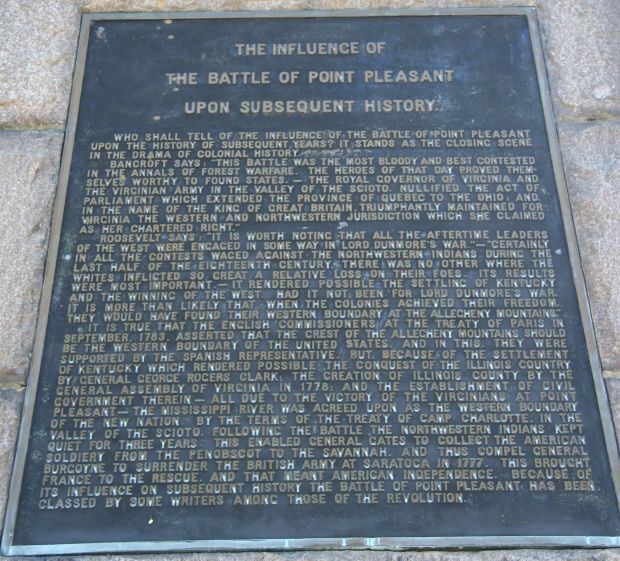 THE INFLUENCE OF
THE BATTLE OF POINT PLEASANT
UPON SUBSEQUENT HISTORY.
WHO SHALL TELL OF THE INFLUENCE OF THE BATTLE OF POINT PLEASANT
UPON THE HISTORY OF SUBSEQUENT YEARS? IT STANDS AS THE CLOSING SCENE
IN THE DRAMA OF COLONIAL HISTORY.
BANCROFT SAYS: "THIS BATTLE WAS THE MOST BLOODY AND BEST CONTESTED
IN THE ANNALS OF FOREST WARFARE. THE HEROES OF THAT DAY PROVED THEM-
SELVES WORTHY TO FOUND STATES. — THE ROYAL GOVERNOR OF VIRGINIA AND
THE VIRGINIAN ARMY IN THE VALLEY OF THE SCIOTO, NULLIFIED THE ACT OF
PARLIAMENT WHICH EXTENDED THE PROVINCE OF QUEBEC TO THE OHIO, AND,
IN THE NAME OF THE KING OF GREAT BRITAIN, TRIUMPHANTLY MAINTAINED FOR
VIRGINIA THE WESTERN AND NORTHWESTERN JURISDICTION WHICH SHE CLAIMED
AS HER CHARTERED RIGHT."
ROOSEVELT SAYS: "IT IS WORTH NOTING THAT ALL THE AFTERTIME LEADERS
OF THE WEST WERE ENGAGED IN SOME WAY IN LORD DUNMORE'S WAR." — "CERTAINLY
IN ALL THE CONTESTS WAGED AGAINST THE NORTHWESTERN INDIANS DURING THE
LAST HALF OF THE EIGHTEENTH CENTURY THERE WAS NO OTHER WHERE THE
WHITES INFLICTED SO GREAT A RELATIVE LOSS ON THEIR FOES. ITS RESULTS
WERE MOST IMPORTANT. — IT RENDERED POSSIBLE THE SETTLING OF KENTUCKY
AND THE WINNING OF THE WEST. HAD IT NOT BEEN FOR LORD DUNMORE'S WAR,
IT IS MORE THAN LIKELY THAT WHEN THE COLONIES ACHIEVED THEIR FREEDOM
THEY WOULD HAVE FOUND THEIR WESTERN BOUNDARY AT THE ALLEGHENY MOUNTAINS."
IT IS TRUE THAT THE ENGLISH COMMISSIONERS AT THE TREATY OF PARIS IN
SEPTEMBER, 1783, ASSERTED THAT THE CREST OF THE ALLEGHENY MOUNTAINS SHOULD
BE THE WESTERN BOUNDARY OF THE UNITED STATES, AND IN THIS, THEY WERE
SUPPORTED BY THE SPANISH REPRESENTATIVE. BUT, BECAUSE OF THE SETTLEMENT
OF KENTUCKY WHICH RENDERED POSSIBLE THE CONQUEST OF THE ILLINOIS COUNTRY
BY GENERAL GEORGE ROGERS CLARK, THE CREATION OF ILLINOIS COUNTY BY THE
GENERAL ASSEMBLY OF VIRGINIA IN 1778; AND THE ESTABLISHMENT OF CIVIL
GOVERNMENT THEREIN — ALL DUE TO THE VICTORY OF THE VIRGINIANS AT POINT
PLEASANT — THE MISSISSIPPI RIVER WAS AGREED UPON AS THE WESTERN BOUNDARY
OF THE NEW NATION. BY THE TERMS OF THE TREATY OF CAMP CHARLOTTE, IN THE
VALLEY OF THE SCIOTO, FOLLOWING THE BATTLE THE NORTHWESTERN INDIANS KEPT
QUIET FOR THREE YEARS. THIS ENABLED GENERAL GATES TO COLLECT THE AMERICAN
SOLDIERY FROM THE PENOBSCOT TO THE SAVANNAH, AND THUS COMPEL GENERAL
BURGOYNE TO SURRENDER THE BRITISH ARMY AT SARATOGA IN 1777. THIS BROUGHT
FRANCE TO THE RESCUE, AND THAT MEANT AMERICAN INDEPENDENCE. BECAUSE OF
ITS INFLUENCE ON SUBSEQUENT HISTORY THE BATTLE OF POINT PLEASANT HAS BEEN
CLASSED BY SOME WRITERS AMONG THOSE OF THE REVOLUTION.